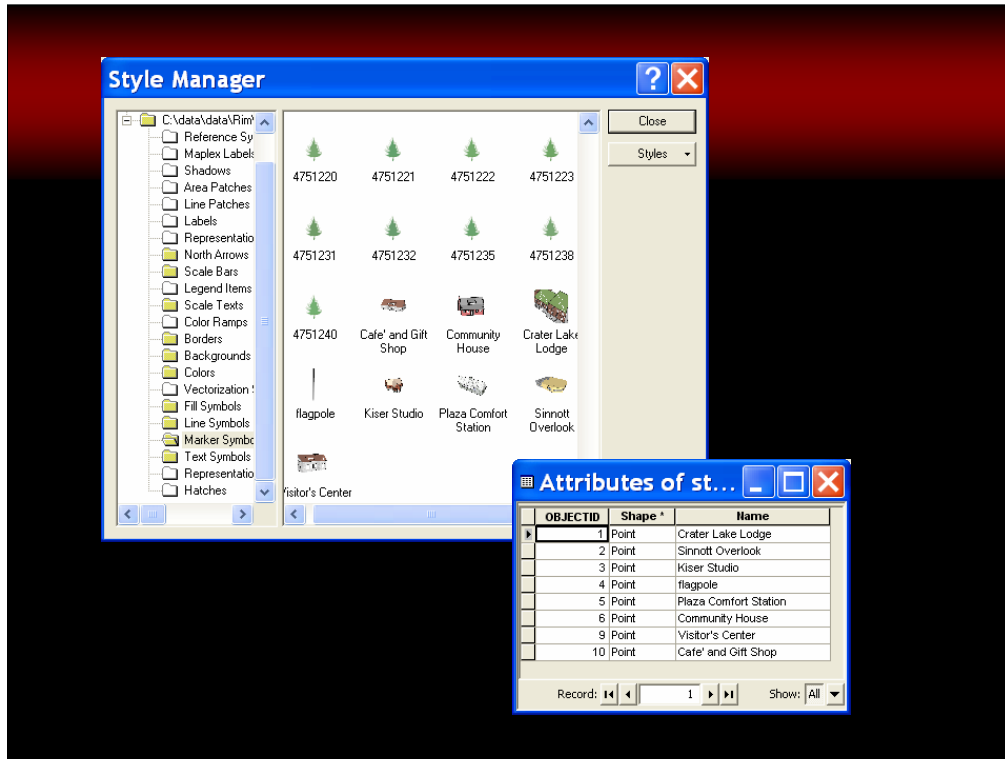 Style Manager
C:\data\data\Rim\
Reference Sy
Maplex Labels
Shadows
Area Patches
Line Patches
Labels
Representatio
North Arrows
Scale Bars
Legend Items
Scale Texts
Color Ramps
Borders
Backgrounds
Colors
Vectorization S
Fill Symbols
Line Symbols
Marker Symbo
Text Symbols
Representatio
Hatches
4751220 4751221 4751222 4751223
4751231 4751232 4751235 4751238
4751240 Cafe' and Gift Shop Community House Crater Lake Lodge
flagpole Kiser Studio Plaza Comfort Station Sinnott Overlook
Visitor's Center
Close
Styles
Attributes of st...
OBJECTID Shape * Name
1 Point Crater Lake Lodge
2 Point Sinnott Overlook
3 Point Kiser Studio
4 Point flagpole
5 Point Plaza Comfort Station
6 Point Community House
9 Point Visitor's Center
10 Point Cafe' and Gift Shop
Record: 1 Show: All